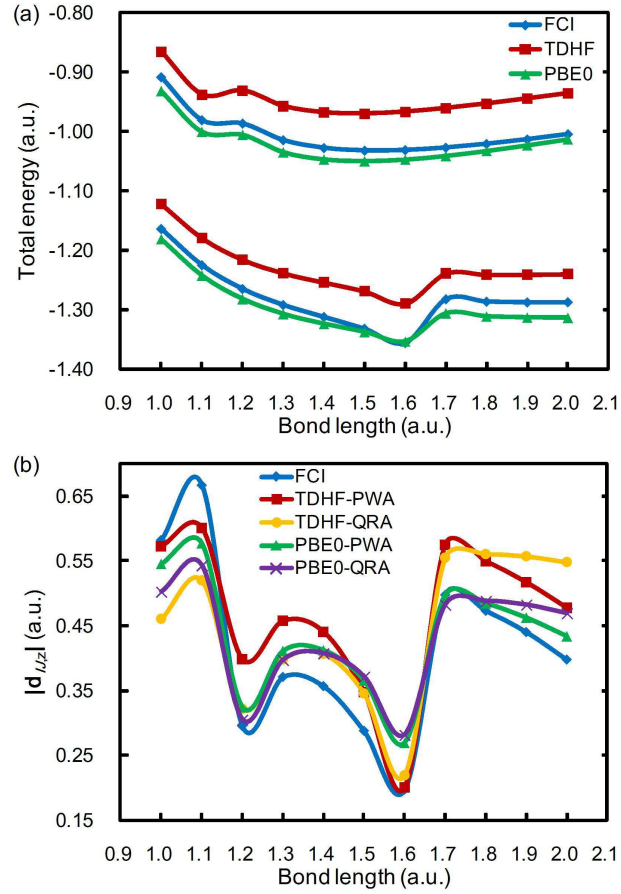 (a)
-0.80
-0.90
-1.00
-1.10
-1.20
-1.30
-1.40
Total energy (a.u.)
FCI
TDHF
PBE0
0.9 1.0 1.1 1.2 1.3 1.4 1.5 1.6 1.7 1.8 1.9 2.0 2.1
Bond length (a.u.)
(b)
0.65
0.55
0.45
0.35
0.25
0.15
|d_{IJ,z}| (a.u.)
FCI
TDHF-PWA
TDHF-QRA
PBE0-PWA
PBE0-QRA
0.9 1.0 1.1 1.2 1.3 1.4 1.5 1.6 1.7 1.8 1.9 2.0 2.1
Bond length (a.u.)